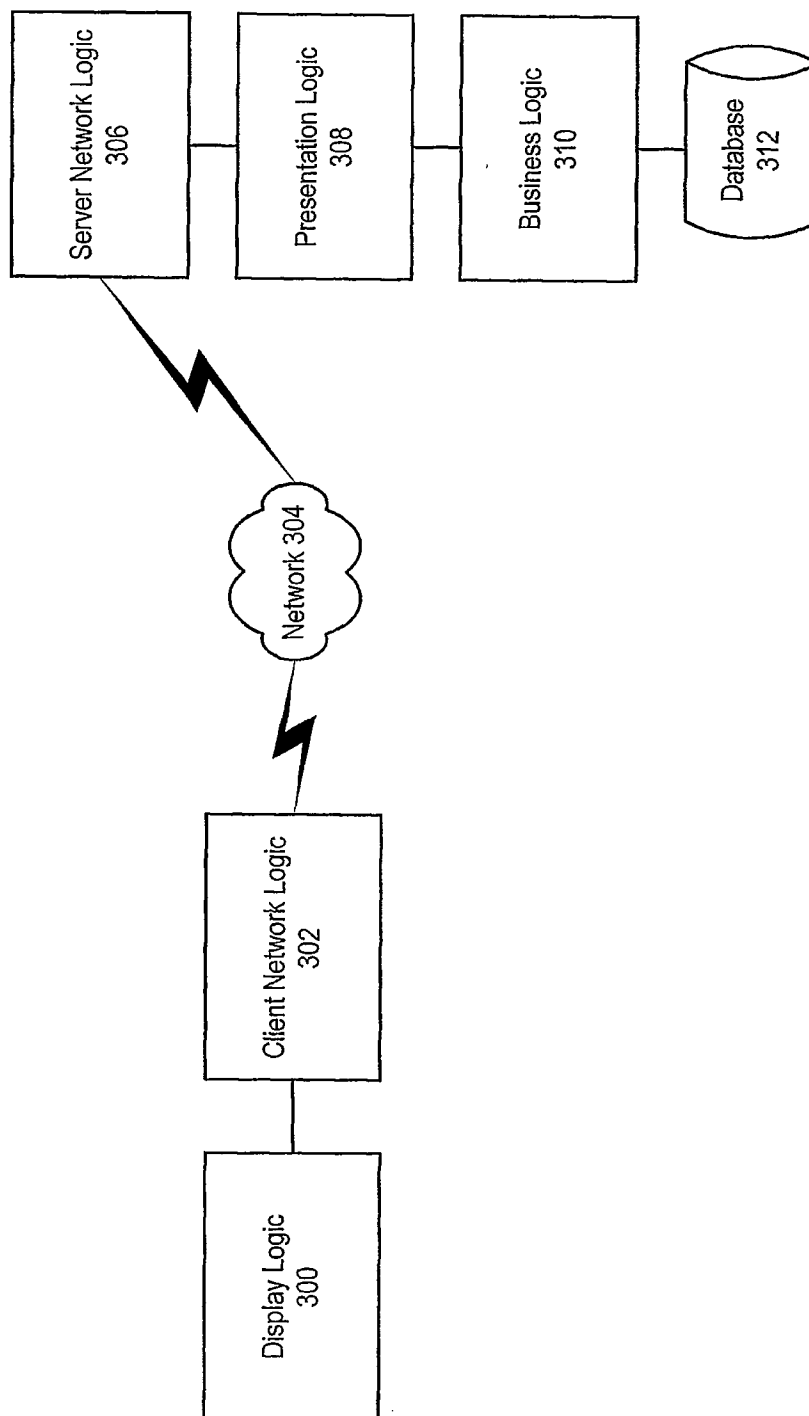 Display Logic
300
Client Network Logic
302
Network 304
Server Network Logic
306
Presentation Logic
308
Business Logic
310
Database
312